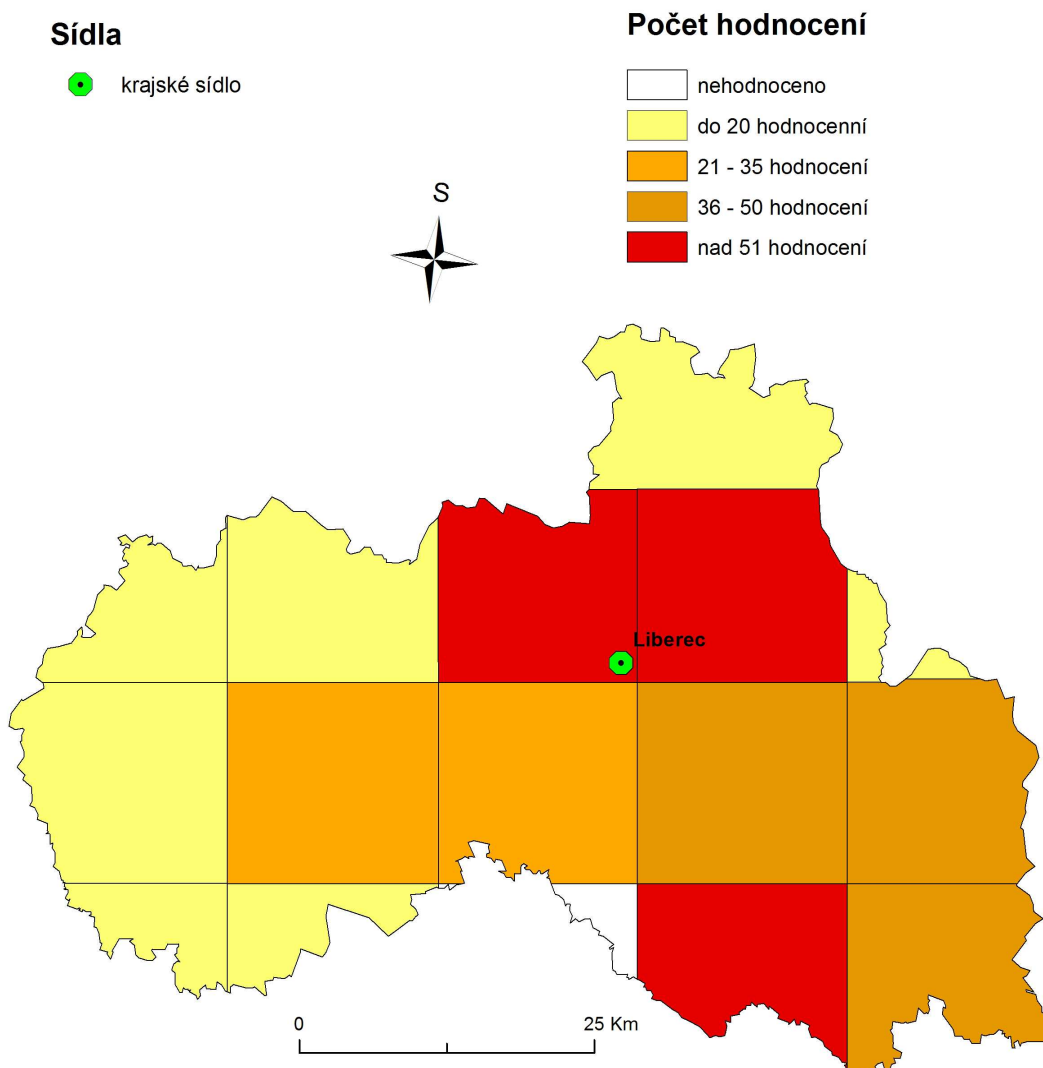 Sídla
krajské sídlo
Počet hodnocení
nehodnoceno
do 20 hodnocenní
21 - 35 hodnocení
36 - 50 hodnocení
nad 51 hodnocení
S
Liberec
0
25 Km